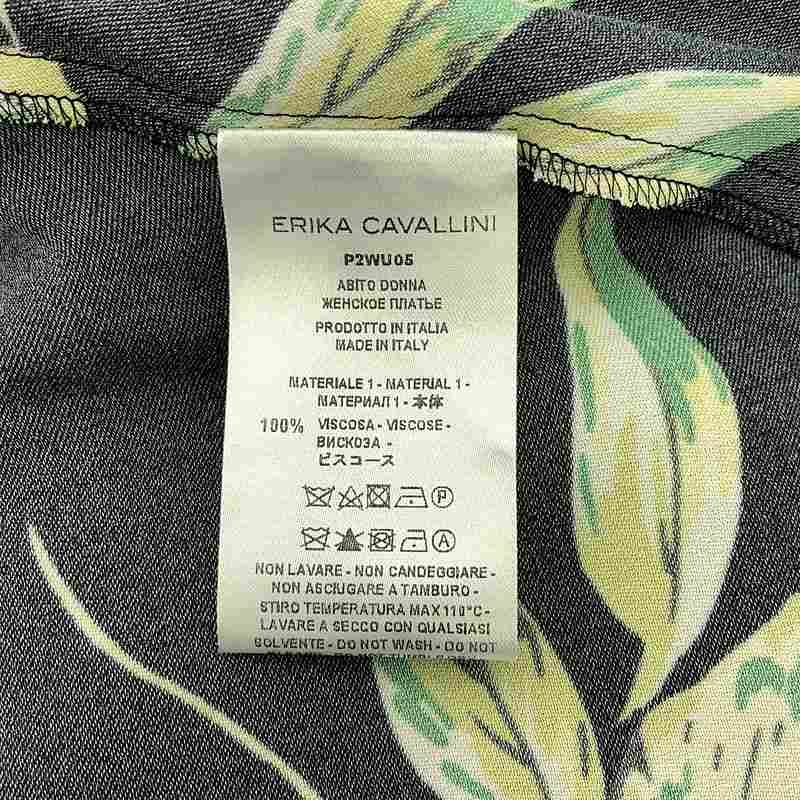 ERIKA CAVALLINI
P2WU05
ABITO DONNA
ЖЕНСКОЕ ПЛАТЬЕ
PRODOTTO IN ITALIA
MADE IN ITALY
MATERIALE 1 - MATERIAL 1 -
МАТЕРИАЛ 1 - 本体
100% VISCOSA - VISCOSE -
ВИСКОЗА -
ビスコース
P
A
NON LAVARE - NON CANDEGGIARE -
NON ASCIUGARE A TAMBURO -
STIRO TEMPERATURA MAX 110°C -
LAVARE A SECCO CON QUALSIASI
SOLVENTE - DO NOT WASH - DO NOT